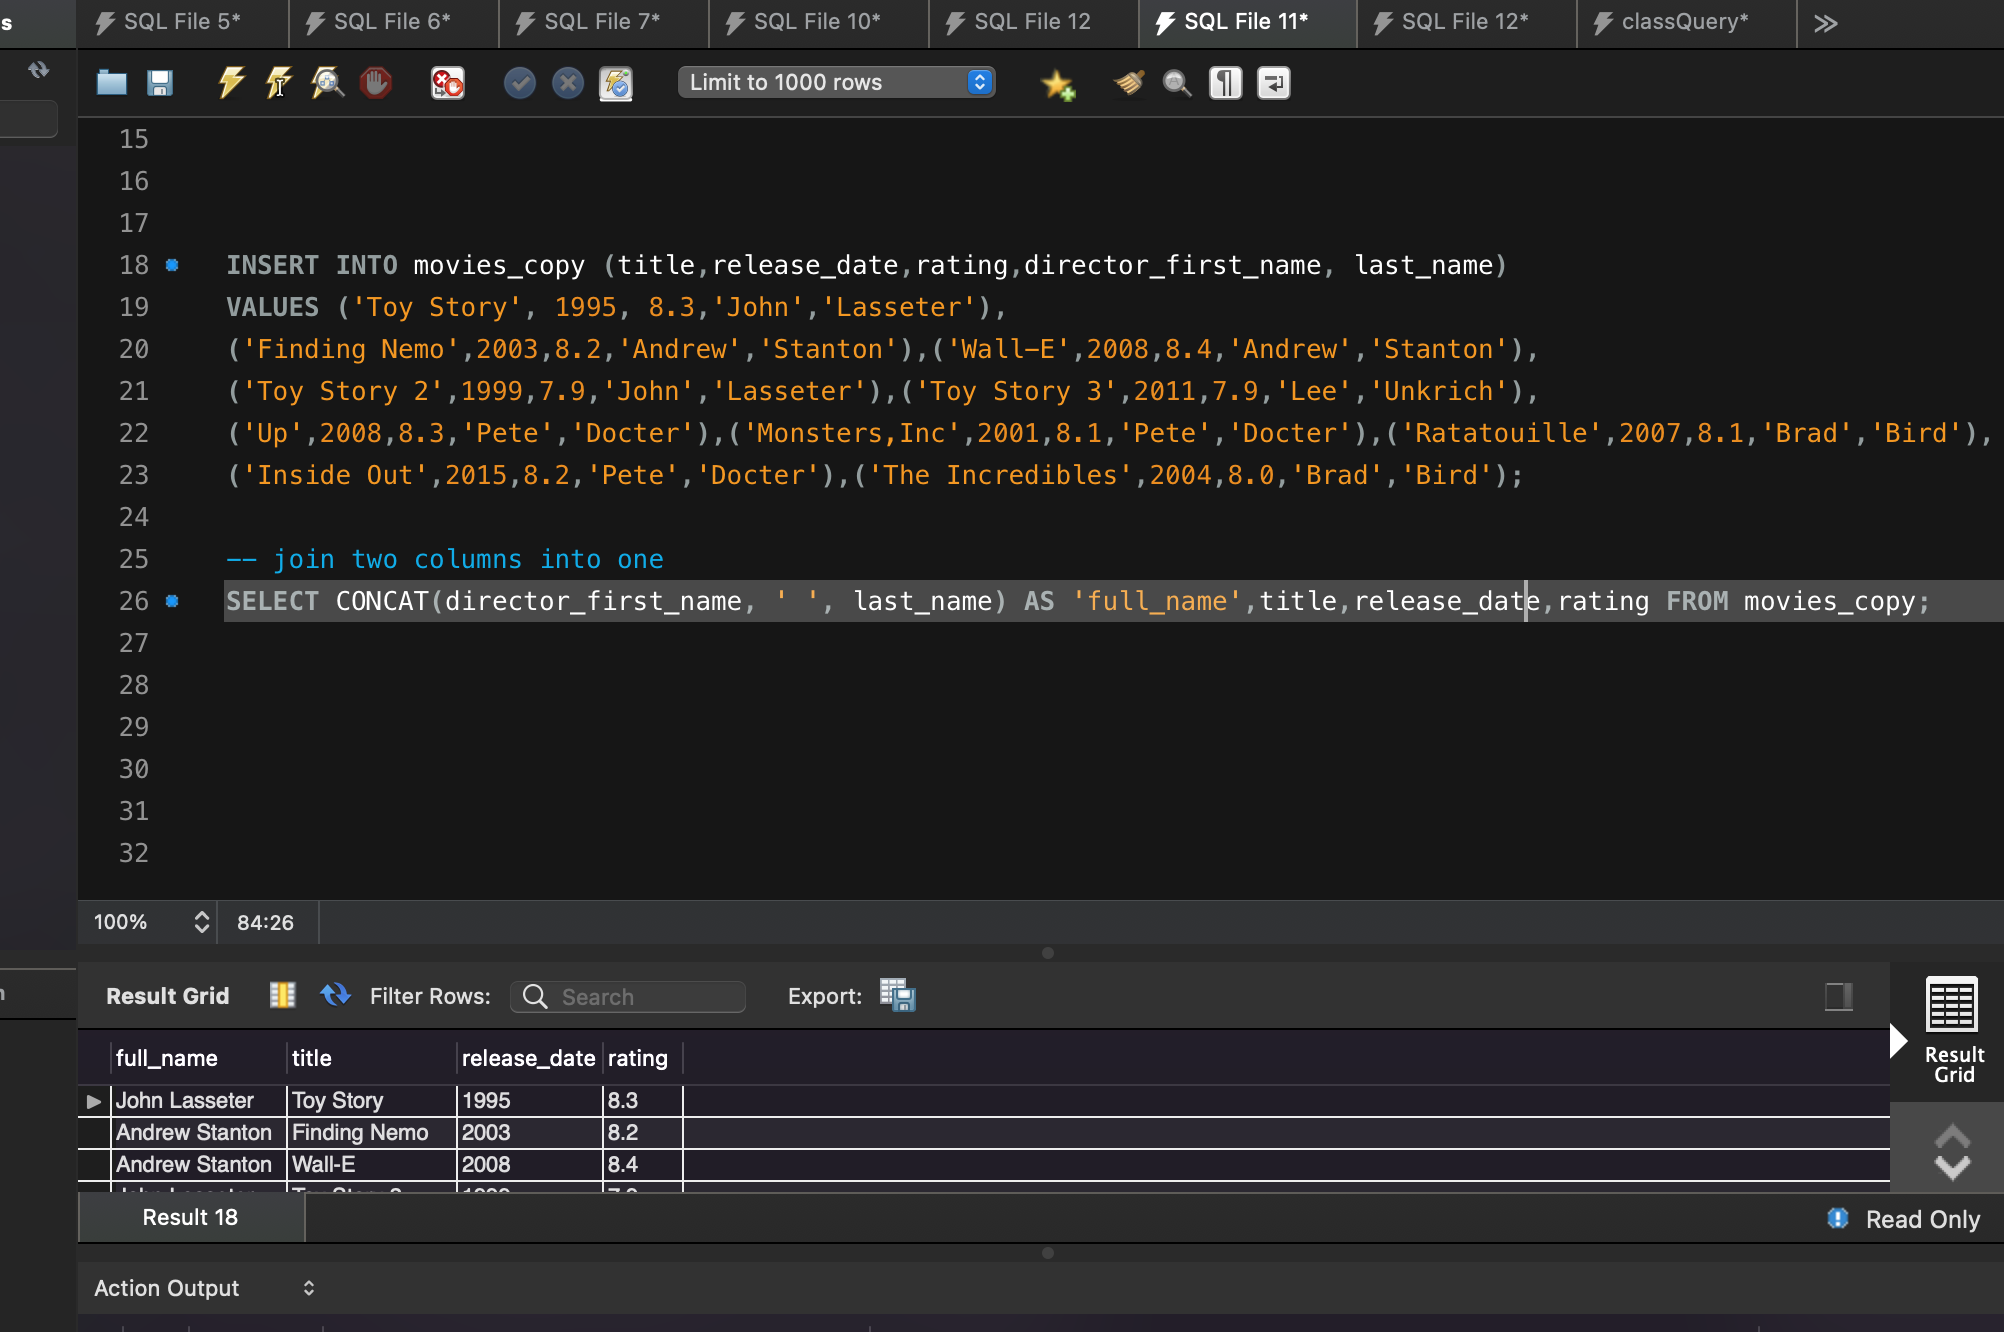 s
SQL File 5* SQL File 6* SQL File 7* SQL File 10* SQL File 12 SQL File 11* SQL File 12* classQuery*
Limit to 1000 rows
15
16
17
18 INSERT INTO movies_copy (title,release_date,rating,director_first_name, last_name)
19 VALUES ('Toy Story', 1995, 8.3,'John','Lasseter'),
20 ('Finding Nemo',2003,8.2,'Andrew','Stanton'),('Wall-E',2008,8.4,'Andrew','Stanton'),
21 ('Toy Story 2',1999,7.9,'John','Lasseter'),('Toy Story 3',2011,7.9,'Lee','Unkrich'),
22 ('Up',2008,8.3,'Pete','Docter'),('Monsters,Inc',2001,8.1,'Pete','Docter'),('Ratatouille',2007,8.1,'Brad','Bird'),
23 ('Inside Out',2015,8.2,'Pete','Docter'),('The Incredibles',2004,8.0,'Brad','Bird');
24
25 -- join two columns into one
26 SELECT CONCAT(director_first_name, ' ', last_name) AS 'full_name',title,release_date,rating FROM movies_copy;
27
28
29
30
31
32
100% 84:26
Result Grid Filter Rows: Search Export:
full_name title release_date rating
John Lasseter Toy Story 1995 8.3
Andrew Stanton Finding Nemo 2003 8.2
Andrew Stanton Wall-E 2008 8.4
Result
Grid
Result 18 Read Only
Action Output